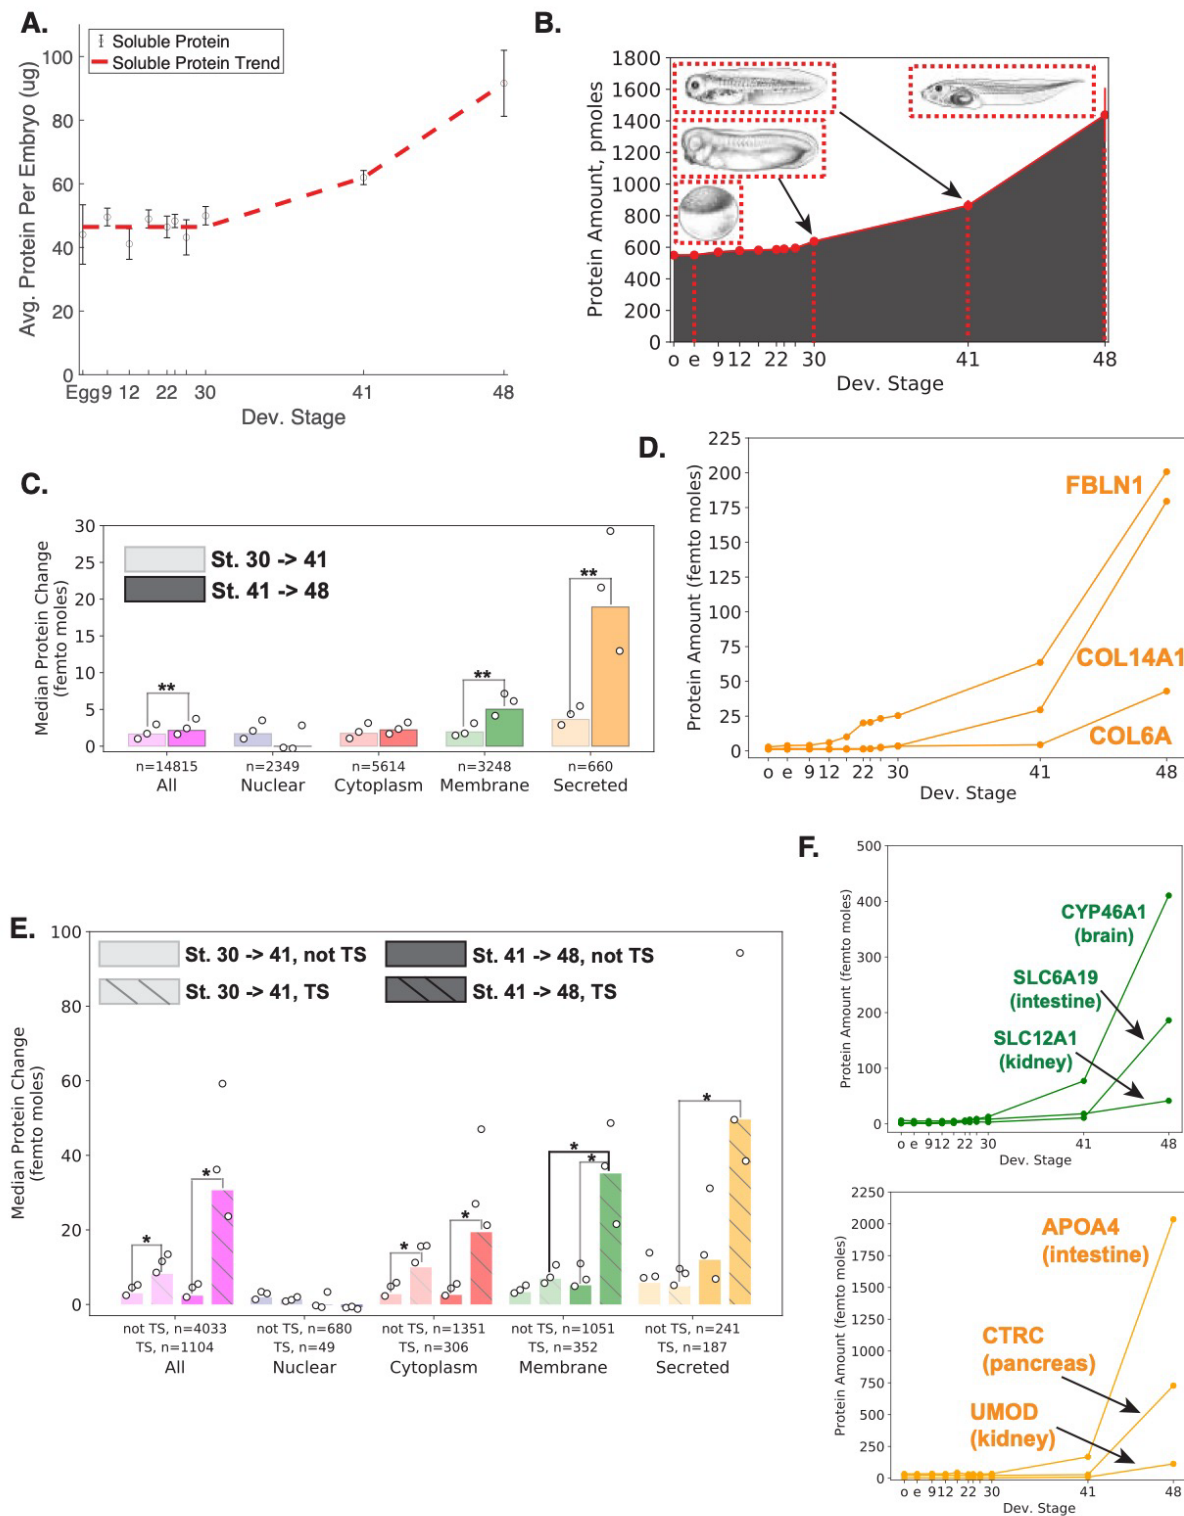 A.
Soluble Protein
Soluble Protein Trend
Avg. Protein Per Embryo (ug)
100
80
60
40
20
0
Egg 9 12 22 30 41 48
Dev. Stage
B.
Protein Amount, pmoles
1800
1600
1400
1200
1000
800
600
400
200
0
o e 9 12 22 30 41 48
Dev. Stage
C.
Median Protein Change
(femto moles)
30
25
20
15
10
5
0
St. 30 -> 41
St. 41 -> 48
**
**
**
n=14815 n=2349 n=5614 n=3248 n=660
All Nuclear Cytoplasm Membrane Secreted
D.
Protein Amount (femto moles)
225
200
175
150
125
100
75
50
25
0
FBLN1
COL14A1
COL6A
o e 9 12 22 30 41 48
Dev. Stage
E.
Median Protein Change
(femto moles)
100
80
60
40
20
0
St. 30 -> 41, not TS
St. 41 -> 48, not TS
St. 30 -> 41, TS
St. 41 -> 48, TS
*
*
*
*
*
*
*
not TS, n=4033 not TS, n=680 not TS, n=1351 not TS, n=1051 not TS, n=241
TS, n=1104 TS, n=49 TS, n=306 TS, n=352 TS, n=187
All Nuclear Cytoplasm Membrane Secreted
F.
Protein Amount (femto moles)
500
400
300
200
100
0
CYP46A1
(brain)
SLC6A19
(intestine)
SLC12A1
(kidney)
o e 9 12 22 30 41 48
Dev. Stage
Protein Amount (femto moles)
2250
2000
1750
1500
1250
1000
750
500
250
0
APOA4
(intestine)
CTRC
(pancreas)
UMOD
(kidney)
o e 9 12 22 30 41 48
Dev. Stage